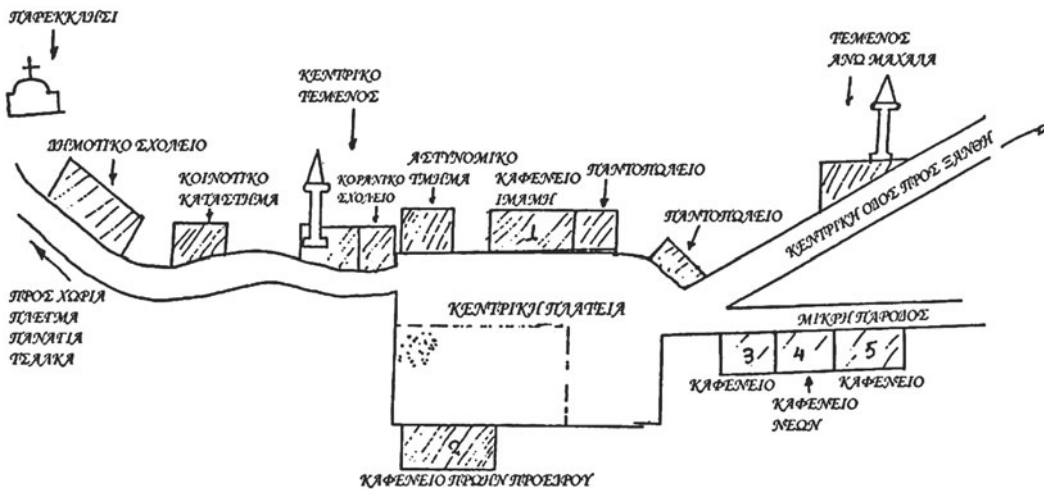 ΠΑΡΕΚΚΛΗΣΙ
ΤΕΜΕΝΟΣ
ΑΝΩ ΜΑΧΑΛΑ
ΚΕΝΤΡΙΚΟ
ΤΕΜΕΝΟΣ
ΔΗΜΟΤΙΚΟ ΣΧΟΛΕΙΟ
ΚΟΙΝΟΤΙΚΟ
ΚΑΤΑΣΤΗΜΑ
ΚΟΡΑΝΙΚΟ
ΣΧΟΛΕΙΟ
ΑΣΤΥΝΟΜΙΚΟ
ΤΜΗΜΑ
ΚΑΦΕΝΕΙΟ
ΙΜΑΜΗ
ΠΑΝΤΟΠΩΛΕΙΟ
1
ΠΑΝΤΟΠΩΛΕΙΟ
ΚΕΝΤΡΙΚΗ ΟΔΟΣ ΠΡΟΣ ΞΑΝΘΗ
ΠΡΟΣ ΧΩΡΙΑ
ΠΛΕΓΜΑ
ΠΑΝΑΓΙΑ
ΤΣΑΛΚΑ
ΚΕΝΤΡΙΚΗ ΠΛΑΤΕΙΑ
ΜΙΚΡΗ ΠΑΡΟΔΟΣ
3
4
5
ΚΑΦΕΝΕΙΟ
ΚΑΦΕΝΕΙΟ
ΝΕΩΝ
ΚΑΦΕΝΕΙΟ
2
ΚΑΦΕΝΕΙΟ ΠΡΩΗΝ ΠΡΟΕΔΡΟΥ